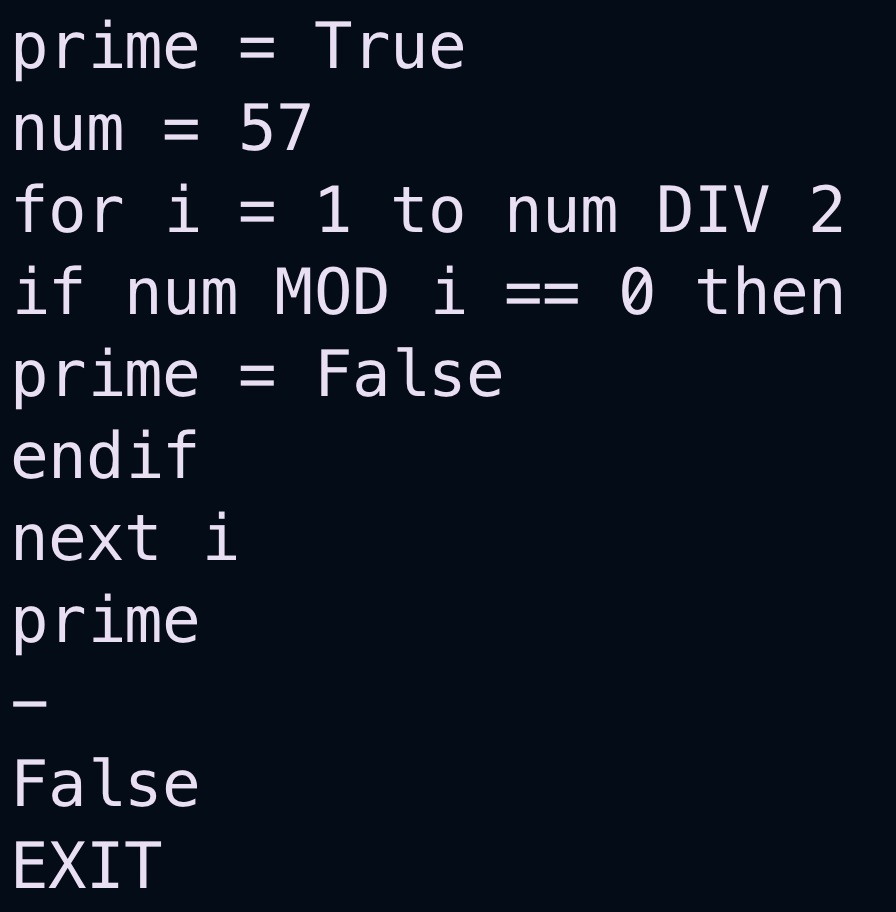 prime = True
num = 57
for i = 1 to num DIV 2
if num MOD i == 0 then
prime = False
endif
next i
prime
–
False
EXIT